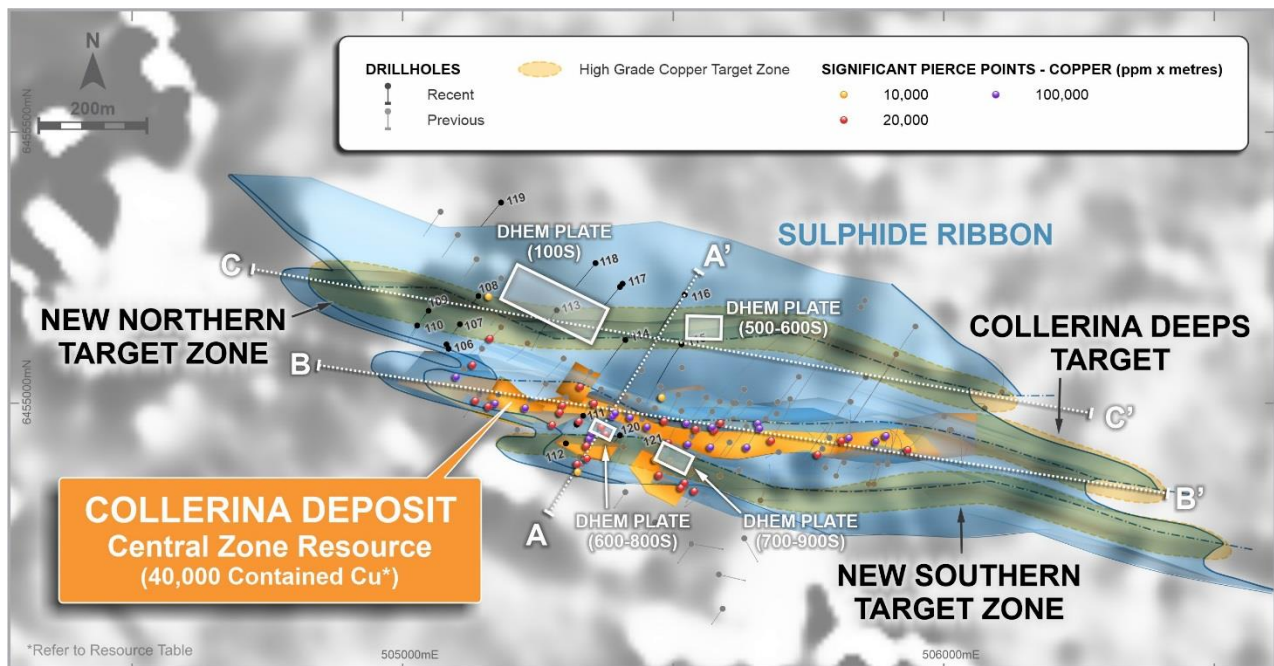 N
200m
6455500mN
6455000mN
DRILLHOLES
Recent
Previous
High Grade Copper Target Zone
SIGNIFICANT PIERCE POINTS - COPPER (ppm x metres)
10,000
20,000
100,000
119
118
117
116
DHEM PLATE
(100S)
SULPHIDE RIBBON
A'
C
108
109
113
110
107
106
114
DHEM PLATE
(500-600S)
NEW NORTHERN
TARGET ZONE
COLLERINA DEEPS
TARGET
B
C'
111
120
121
112
B'
A
DHEM PLATE
(600-800S)
DHEM PLATE
(700-900S)
COLLERINA DEPOSIT
Central Zone Resource
(40,000 Contained Cu*)
NEW SOUTHERN
TARGET ZONE
*Refer to Resource Table
505000mE
506000mE